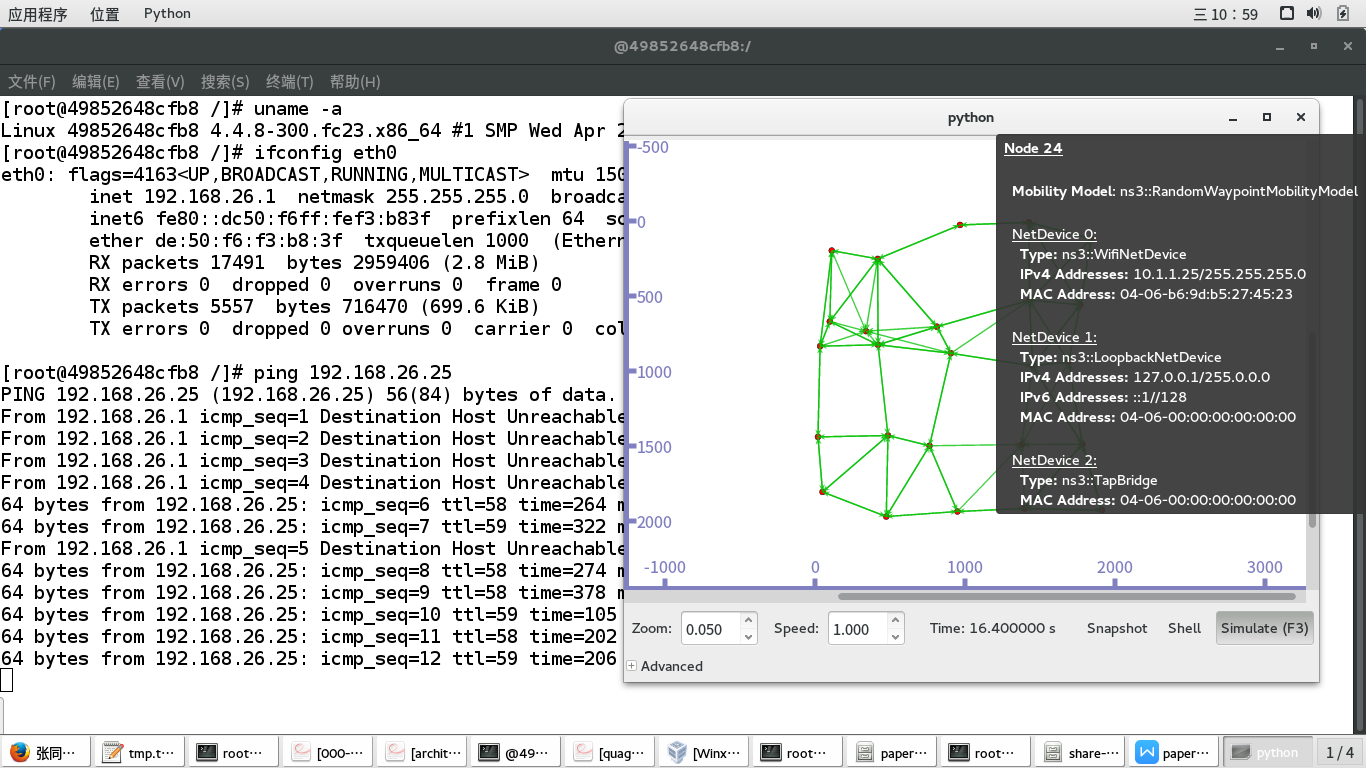 应用程序 位置 Python 三 10：59
@49852648cfb8:/
文件(F) 编辑(E) 查看(V) 搜索(S) 终端(T) 帮助(H)
[root@49852648cfb8 /]# uname -a
Linux 49852648cfb8 4.4.8-300.fc23.x86_64 #1 SMP Wed Apr 2
[root@49852648cfb8 /]# ifconfig eth0
eth0: flags=4163<UP,BROADCAST,RUNNING,MULTICAST>  mtu 150
inet 192.168.26.1  netmask 255.255.255.0  broadca
inet6 fe80::dc50:f6ff:fef3:b83f  prefixlen 64  sc
ether de:50:f6:f3:b8:3f  txqueuelen 1000  (Ethern
RX packets 17491  bytes 2959406 (2.8 MiB)
RX errors 0  dropped 0  overruns 0  frame 0
TX packets 5557  bytes 716470 (699.6 KiB)
TX errors 0  dropped 0 overruns 0  carrier 0  col
[root@49852648cfb8 /]# ping 192.168.26.25
PING 192.168.26.25 (192.168.26.25) 56(84) bytes of data.
From 192.168.26.1 icmp_seq=1 Destination Host Unreachable
From 192.168.26.1 icmp_seq=2 Destination Host Unreachable
From 192.168.26.1 icmp_seq=3 Destination Host Unreachable
From 192.168.26.1 icmp_seq=4 Destination Host Unreachable
64 bytes from 192.168.26.25: icmp_seq=6 ttl=58 time=264 m
64 bytes from 192.168.26.25: icmp_seq=7 ttl=59 time=322 m
From 192.168.26.1 icmp_seq=5 Destination Host Unreachable
64 bytes from 192.168.26.25: icmp_seq=8 ttl=58 time=274 m
64 bytes from 192.168.26.25: icmp_seq=9 ttl=58 time=378 m
64 bytes from 192.168.26.25: icmp_seq=10 ttl=59 time=105
64 bytes from 192.168.26.25: icmp_seq=11 ttl=58 time=202
64 bytes from 192.168.26.25: icmp_seq=12 ttl=59 time=206
python
-500
0
500
1000
1500
2000
-1000 0 1000 2000 3000
Node 24
Mobility Model: ns3::RandomWaypointMobilityModel
NetDevice 0:
Type: ns3::WifiNetDevice
IPv4 Addresses: 10.1.1.25/255.255.255.0
MAC Address: 04-06-b6:9d:b5:27:45:23
NetDevice 1:
Type: ns3::LoopbackNetDevice
IPv4 Addresses: 127.0.0.1/255.0.0.0
IPv6 Addresses: ::1//128
MAC Address: 04-06-00:00:00:00:00:00
NetDevice 2:
Type: ns3::TapBridge
MAC Address: 04-06-00:00:00:00:00:00
Zoom: 0.050 Speed: 1.000 Time: 16.400000 s Snapshot Shell Simulate (F3)
Advanced
张同… tmp.t… root… [000-… [archit… @49… [quag… [Winx… root… paper… root… share-… paper… python 1 / 4